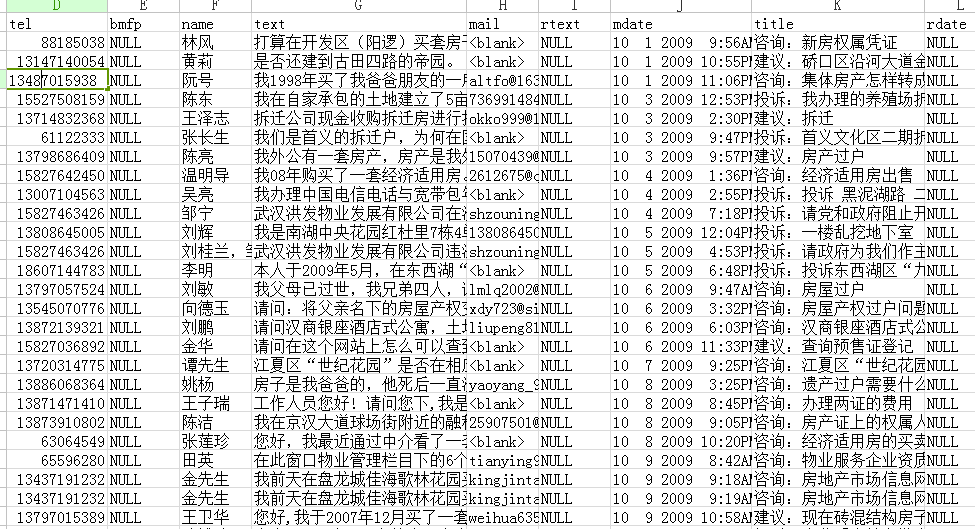 D E F G H I J K L
tel bmfp name text mail rtext mdate title rdate
88185038 NULL 林风 打算在开发区（阳逻）买套房 <blank> NULL 10 1 2009 9:56AM 咨询：新房权属凭证 NULL
13147140054 NULL 黄莉 是否还建到古田四路的帝园。 <blank> NULL 10 1 2009 10:55PM 建议：硚口区沿河大道金 NULL
13487015938 NULL 阮号 我1998年买了我爸爸朋友的一 altfo@163 NULL 10 1 2009 11:06PM 咨询：集体房产怎样转成 NULL
15527508159 NULL 陈东 我在自家承包的土地建立了5亩 736991484 NULL 10 3 2009 12:53PM 投诉：我办理的养殖场拆 NULL
13714832368 NULL 王泽志 拆迁公司现金收购拆迁房进行 okko999@1 NULL 10 3 2009 2:30PM 建议：拆迁 NULL
61122333 NULL 张长生 我们是首义的拆迁户，为何在 <blank> NULL 10 3 2009 9:47PM 投诉：首义文化区二期拆 NULL
13798686409 NULL 陈亮 我外公有一套房产，房产是我 15070439@ NULL 10 3 2009 9:57PM 建议：房产过户 NULL
15827642450 NULL 温明导 我08年购买了一套经济适用房 2612675@ NULL 10 4 2009 1:36PM 咨询：经济适用房出售 NULL
13007104563 NULL 吴亮 我办理中国电信电话与宽带包 <blank> NULL 10 4 2009 2:55PM 投诉：投诉 黑泥湖路 二 NULL
15827463426 NULL 邹宁 武汉洪发物业发展有限公司在 shzouning NULL 10 4 2009 7:18PM 投诉：请党和政府阻止开 NULL
13808645005 NULL 刘辉 我是南湖中央花园红杜里7栋4 13808645 NULL 10 5 2009 12:04PM 投诉：一楼乱挖地下室 NULL
15827463426 NULL 刘桂兰， 武汉洪发物业发展有限公司违 shzouning NULL 10 5 2009 4:53PM 投诉：请政府为我们作主 NULL
18607144783 NULL 李明 本人于2009年5月，在东西湖“ <blank> NULL 10 5 2009 6:48PM 投诉：投诉东西湖区“ NULL
13797057524 NULL 刘敏 我父母已过世，我兄弟四人， lmlq2002@ NULL 10 6 2009 9:47AM 咨询：房屋过户 NULL
13545070776 NULL 向德玉 请问：将父亲名下的房屋产权 xdy723@si NULL 10 6 2009 3:32PM 咨询：房屋产权过户问题 NULL
13872139321 NULL 刘鹏 请问汉商银座酒店式公寓，土 liupeng81 NULL 10 6 2009 6:03PM 咨询：汉商银座酒店式公 NULL
15827036892 NULL 金华 请问在这个网站上怎么可以查 <blank> NULL 10 6 2009 11:33PM 建议：查询预售证登记 NULL
13720314775 NULL 谭先生 江夏区“世纪花园”是否在相 <blank> NULL 10 7 2009 9:25PM 咨询：江夏区“世纪花园 NULL
13886068364 NULL 姚杨 房子是我爸爸的，他死后一直 yaoyang_9 NULL 10 8 2009 3:25PM 咨询：遗产过户需要什么 NULL
13871471410 NULL 王子瑞 工作人员您好！请问您下,我是 <blank> NULL 10 8 2009 8:45PM 咨询：办理两证的费用 NULL
13873910802 NULL 陈洁 我在京汉大道球场街附近的融 25907501@ NULL 10 8 2009 9:05PM 咨询：房产证上的权属人 NULL
63064549 NULL 张莲珍 您好，我最近通过中介看了一 <blank> NULL 10 8 2009 10:20PM 咨询：经济适用房的买卖 NULL
65596280 NULL 田英 在此窗口物业管理栏目下的6个 tianying9 NULL 10 9 2009 8:42AM 咨询：物业服务企业资质 NULL
13437191232 NULL 金先生 我前天在盘龙城佳海歌林花园 kingjinta NULL 10 9 2009 9:18AM 咨询：房地产市场信息网 NULL
13437191232 NULL 金先生 我前天在盘龙城佳海歌林花园 kingjinta NULL 10 9 2009 9:19AM 咨询：房地产市场信息网 NULL
13797015389 NULL 王卫华 您好,我于2007年12月买了一套 weihua635 NULL 10 9 2009 10:58AM 建议：现在砖混结构房子 NULL